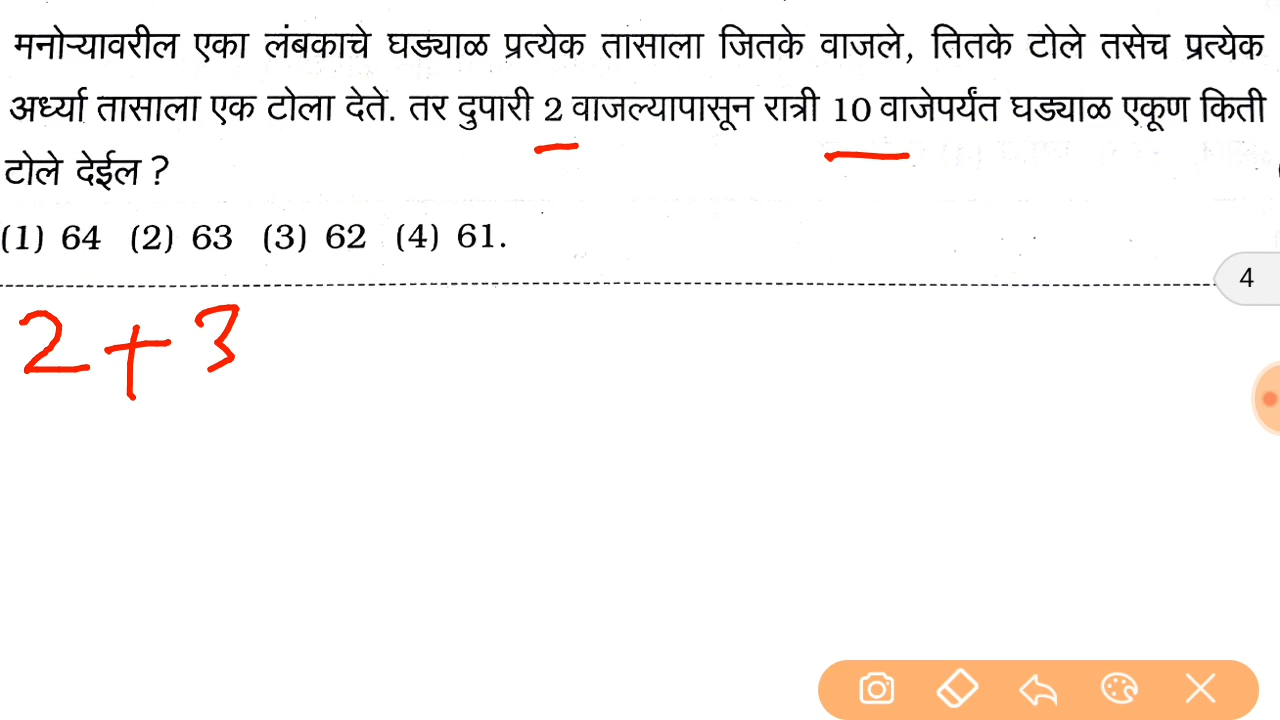 मनोऱ्यावरील एका लंबकाचे घड्याळ प्रत्येक तासाला जितके वाजले, तितके टोले तसेच प्रत्येक
अर्ध्या तासाला एक टोला देते. तर दुपारी 2 वाजल्यापासून रात्री 10 वाजेपर्यंत घड्याळ एकूण किती
टोले देईल ?
(1) 64 (2) 63 (3) 62 (4) 61.
4
2 + 3